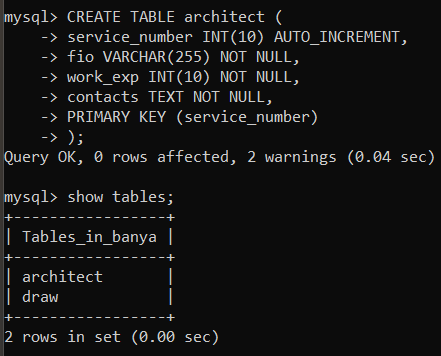 mysql> CREATE TABLE architect (
    -> service_number INT(10) AUTO_INCREMENT,
    -> fio VARCHAR(255) NOT NULL,
    -> work_exp INT(10) NOT NULL,
    -> contacts TEXT NOT NULL,
    -> PRIMARY KEY (service_number)
    -> );
Query OK, 0 rows affected, 2 warnings (0.04 sec)

mysql> show tables;
+-----------------+
| Tables_in_banya |
+-----------------+
| architect       |
| draw            |
+-----------------+
2 rows in set (0.00 sec)